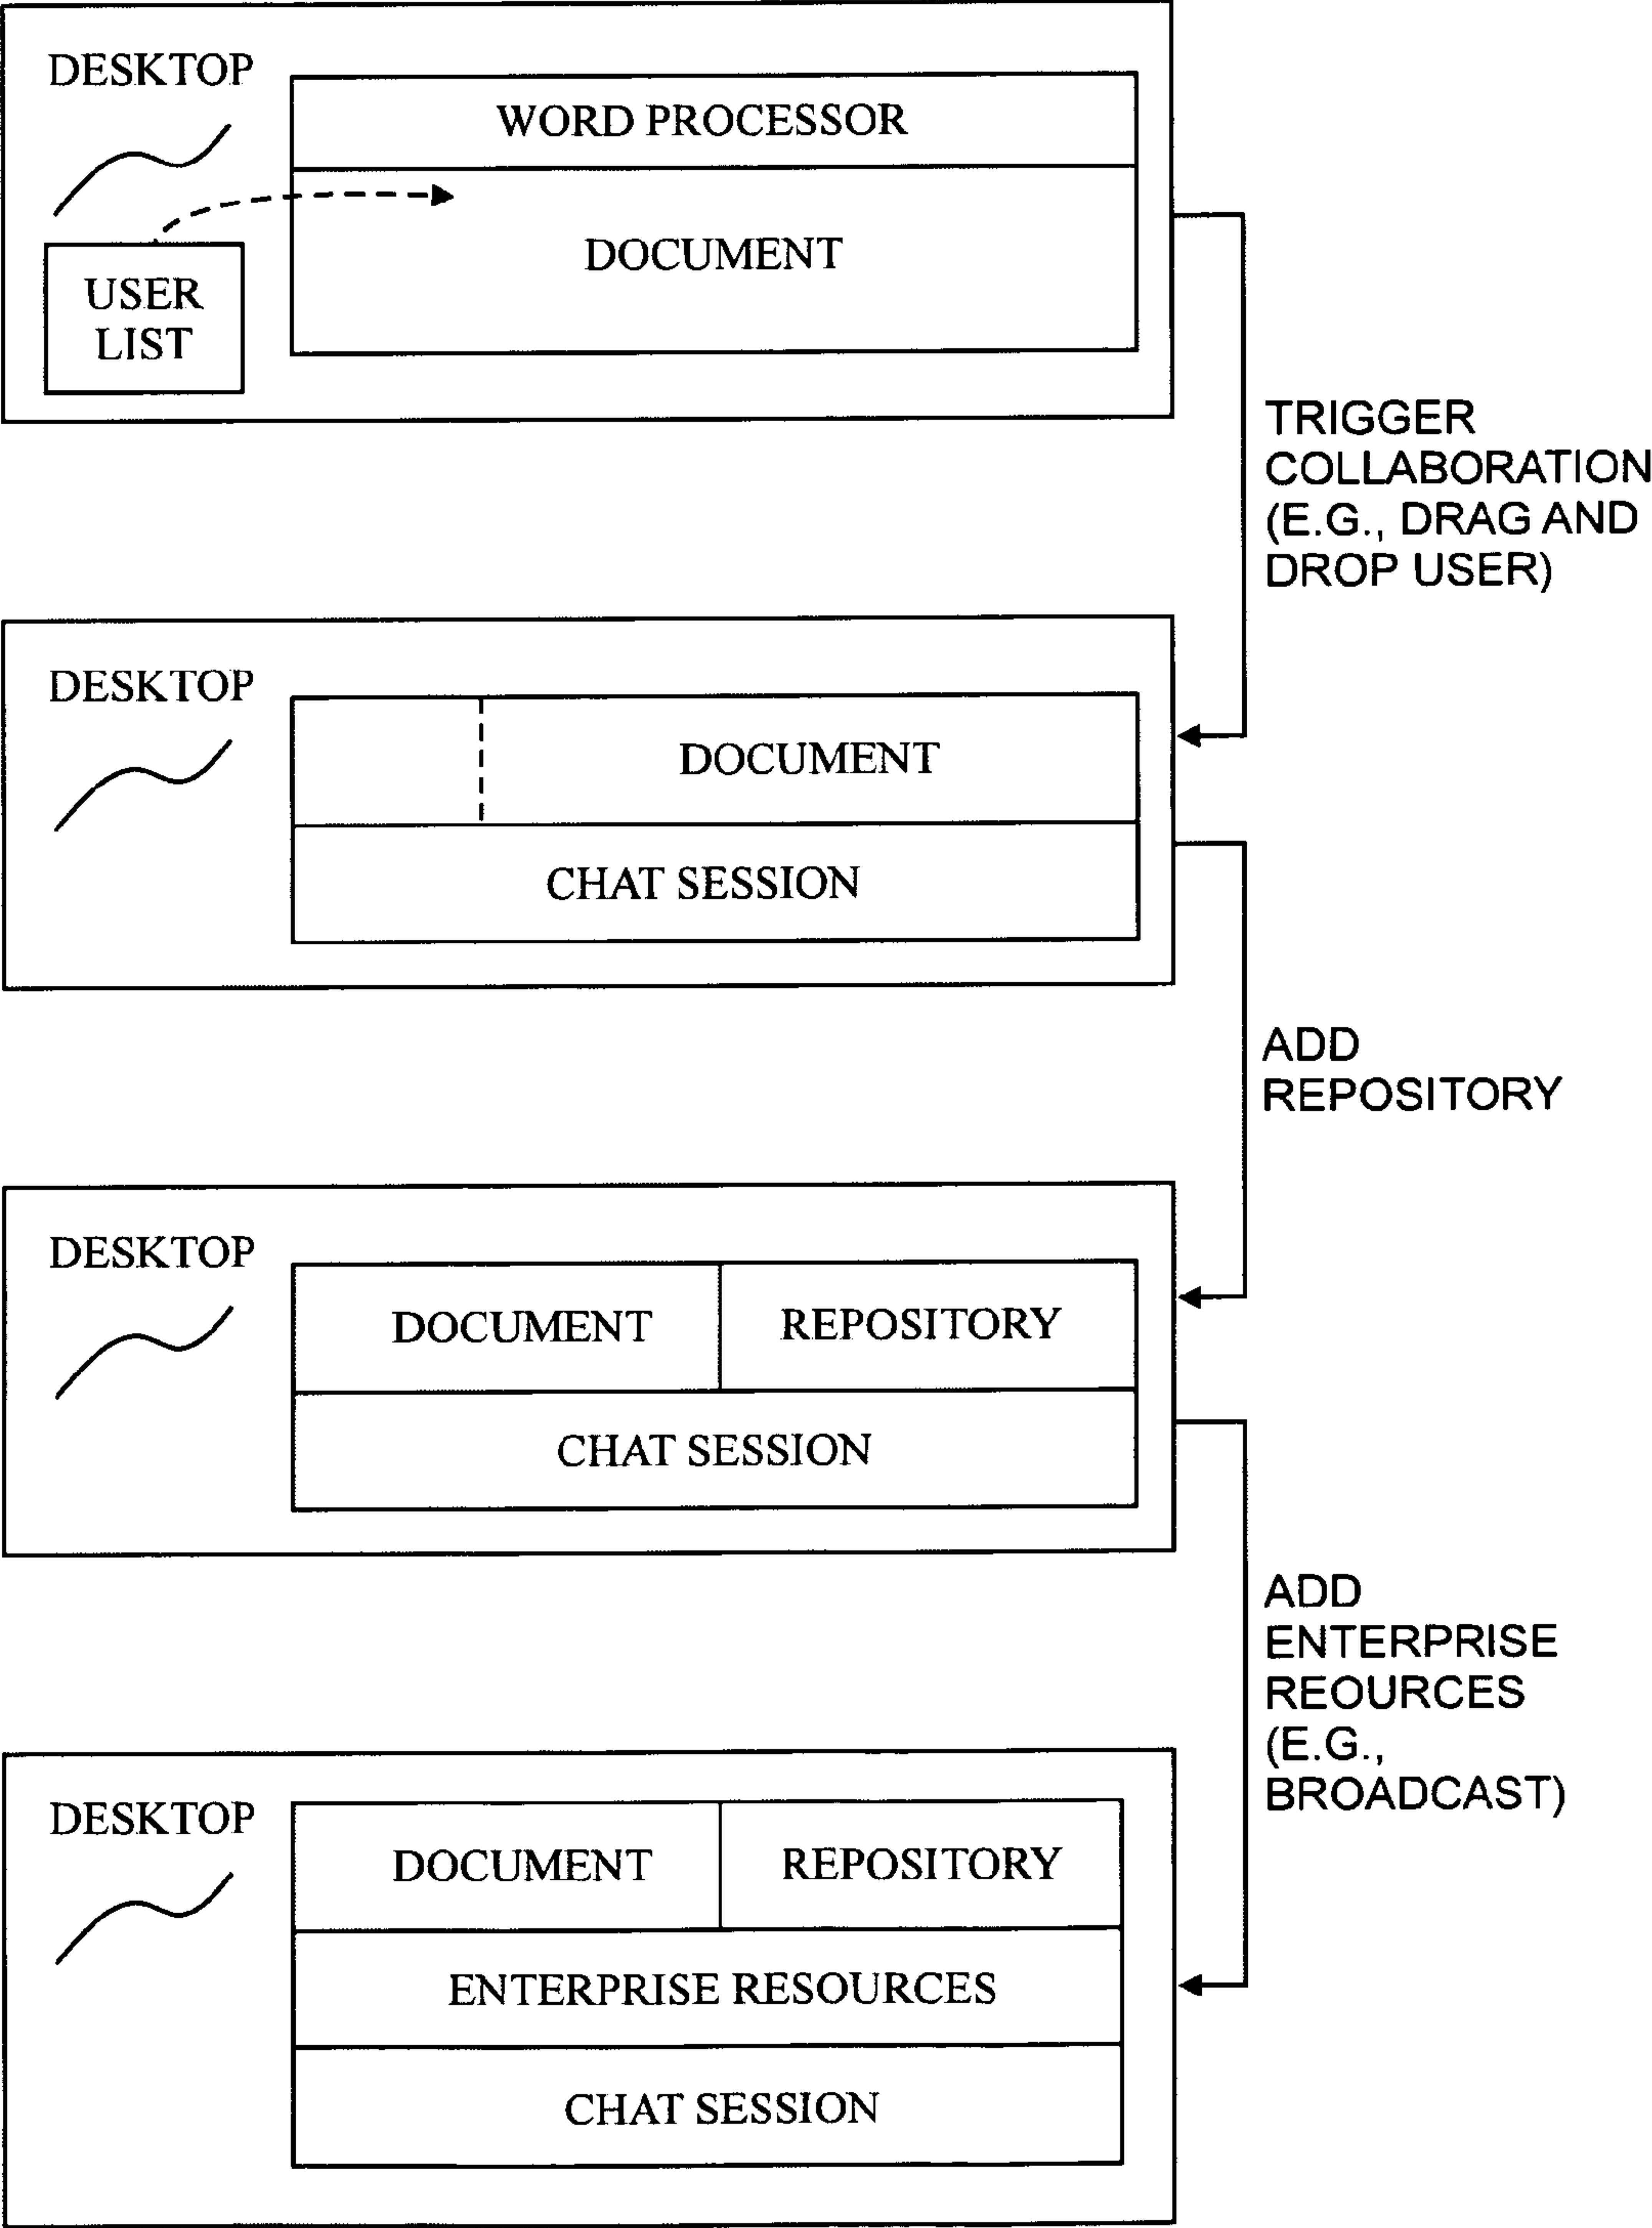 DESKTOP
WORD PROCESSOR
DOCUMENT
USER
LIST
TRIGGER
COLLABORATION
(E.G., DRAG AND
DROP USER)
DESKTOP
DOCUMENT
CHAT SESSION
ADD
REPOSITORY
DESKTOP
DOCUMENT
REPOSITORY
CHAT SESSION
ADD
ENTERPRISE
REOURCES
(E.G.,
BROADCAST)
DESKTOP
DOCUMENT
REPOSITORY
ENTERPRISE RESOURCES
CHAT SESSION